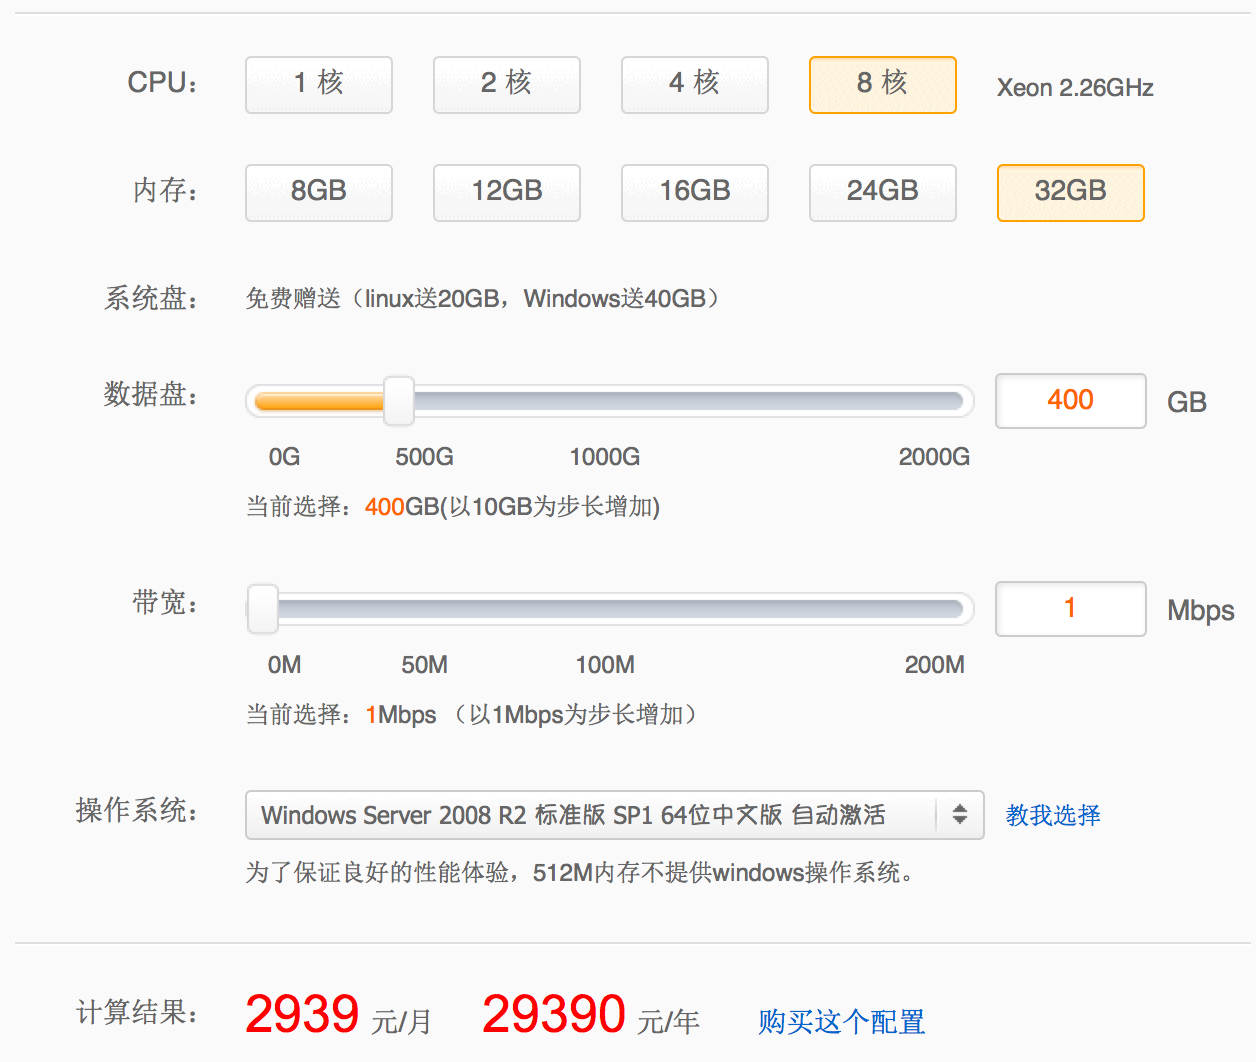 CPU： 1 核 2 核 4 核 8 核 Xeon 2.26GHz
内存： 8GB 12GB 16GB 24GB 32GB
系统盘： 免费赠送（linux送20GB，Windows送40GB）
数据盘： 400 GB
0G 500G 1000G 2000G
当前选择：400GB(以10GB为步长增加)
带宽： 1 Mbps
0M 50M 100M 200M
当前选择：1Mbps （以1Mbps为步长增加）
操作系统： Windows Server 2008 R2 标准版 SP1 64位中文版 自动激活 教我选择
为了保证良好的性能体验，512M内存不提供windows操作系统。
计算结果： 2939 元/月 29390 元/年 购买这个配置